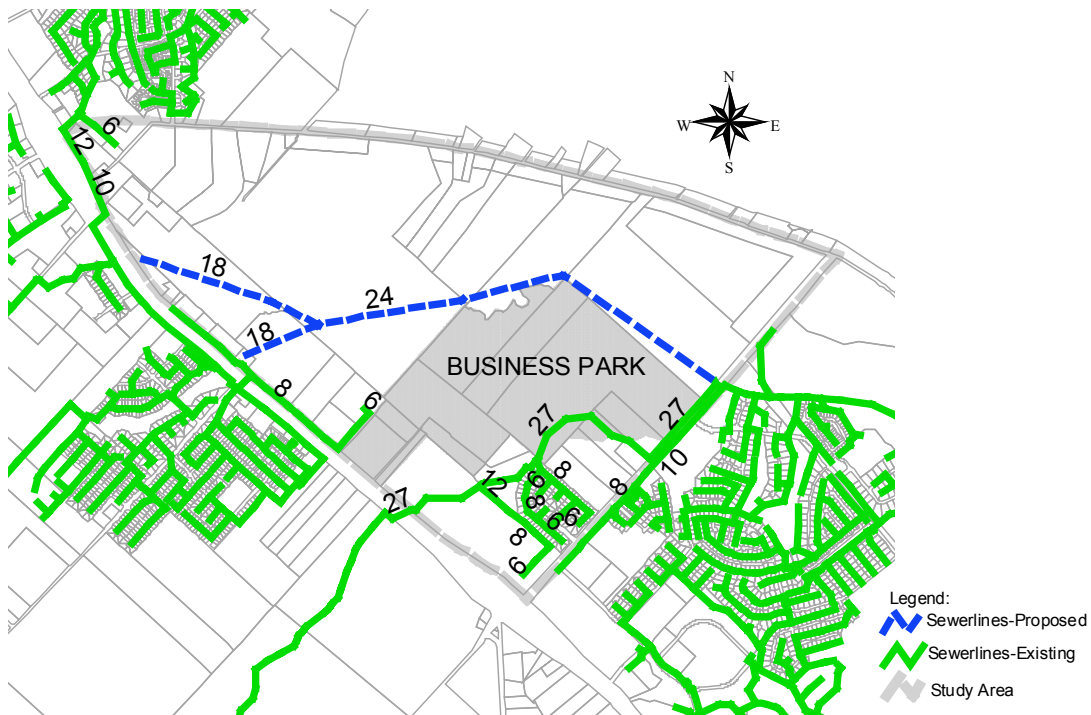 N
W E
S
6
12
10
18
24
18
BUSINESS PARK
8
6
27
27
10
12
6
8
8
8
6
6
8
6
27
Legend:
Sewerlines-Proposed
Sewerlines-Existing
Study Area